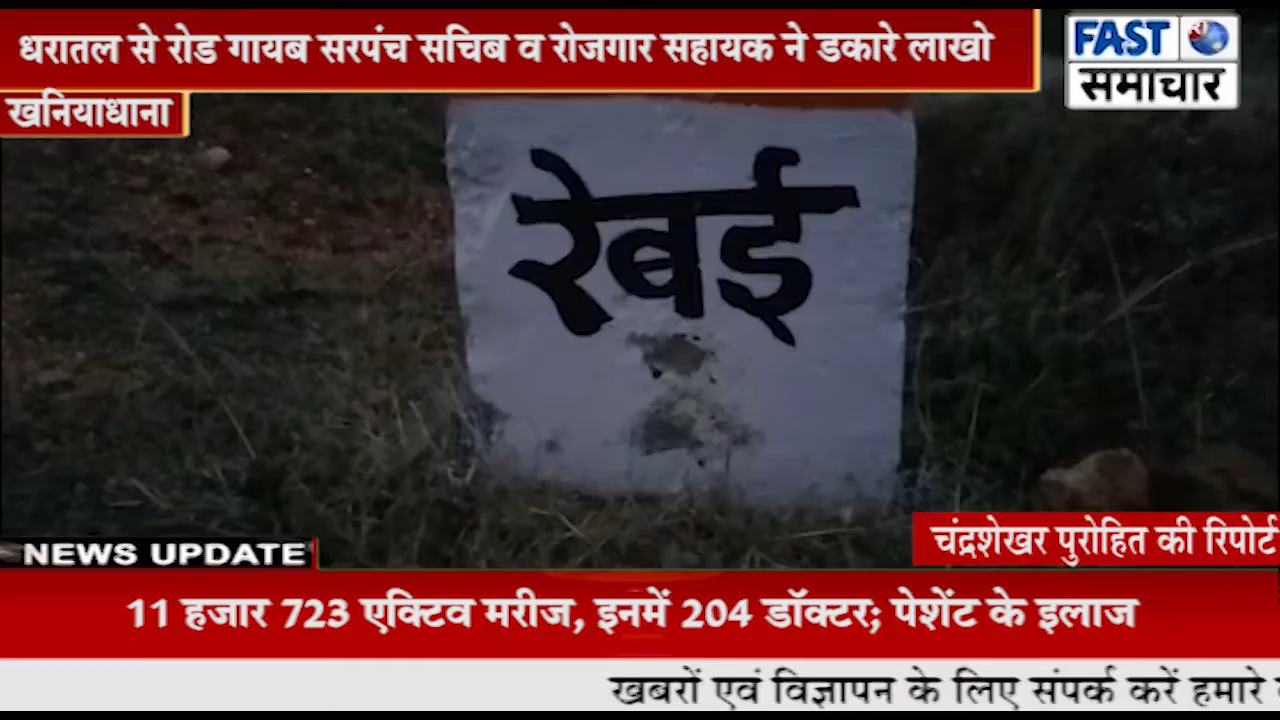 धरातल से रोड गायब सरपंच सचिब व रोजगार सहायक ने डकारे लाखो
FAST
समाचार
खनियाधाना
रेबई
चंद्रशेखर पुरोहित की रिपोर्ट
NEWS UPDATE
11 हजार 723 एक्टिव मरीज, इनमें 204 डॉक्टर; पेशेंट के इलाज
खबरों एवं विज्ञापन के लिए संपर्क करें हमारे